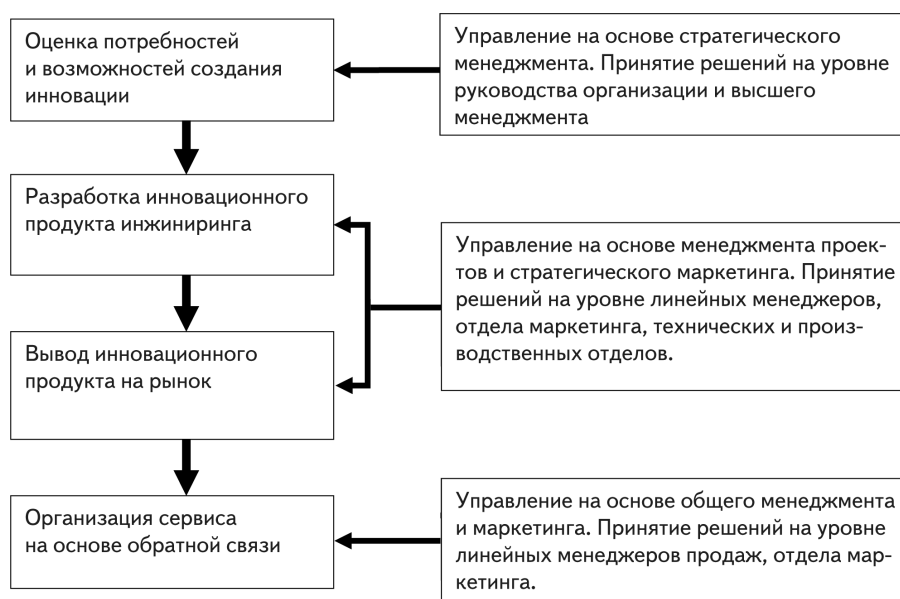 Оценка потребностей
и возможностей создания
инновации
Управление на основе стратегического
менеджмента. Принятие решений на уровне
руководства организации и высшего
менеджмента
Разработка инновационного
продукта инжиниринга
Управление на основе менеджмента проек-
тов и стратегического маркетинга. Принятие
решений на уровне линейных менеджеров,
отдела маркетинга, технических и произ-
водственных отделов.
Вывод инновационного
продукта на рынок
Организация сервиса
на основе обратной связи
Управление на основе общего менеджмента
и маркетинга. Принятие решений на уровне
линейных менеджеров продаж, отдела мар-
кетинга.